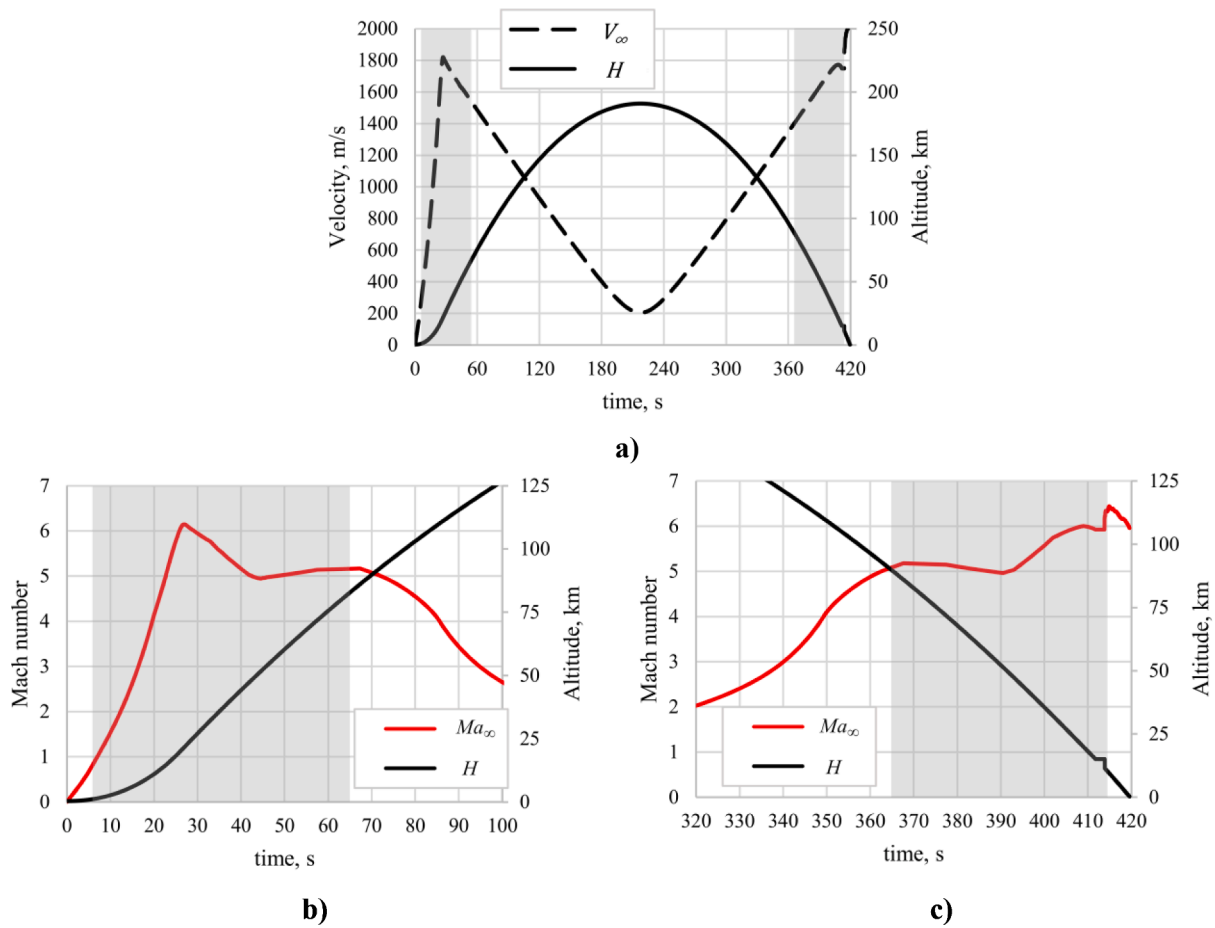 V∞
H
2000
1800
1600
1400
1200
1000
800
600
400
200
0
Velocity, m/s
250
200
150
100
50
0
Altitude, km
0 60 120 180 240 300 360 420
time, s
a)
7
6
5
4
3
2
1
0
Mach number
125
100
75
50
25
0
Altitude, km
Ma∞
H
0 10 20 30 40 50 60 70 80 90 100
time, s
b)
7
6
5
4
3
2
1
0
Mach number
125
100
75
50
25
0
Altitude, km
Ma∞
H
320 330 340 350 360 370 380 390 400 410 420
time, s
c)